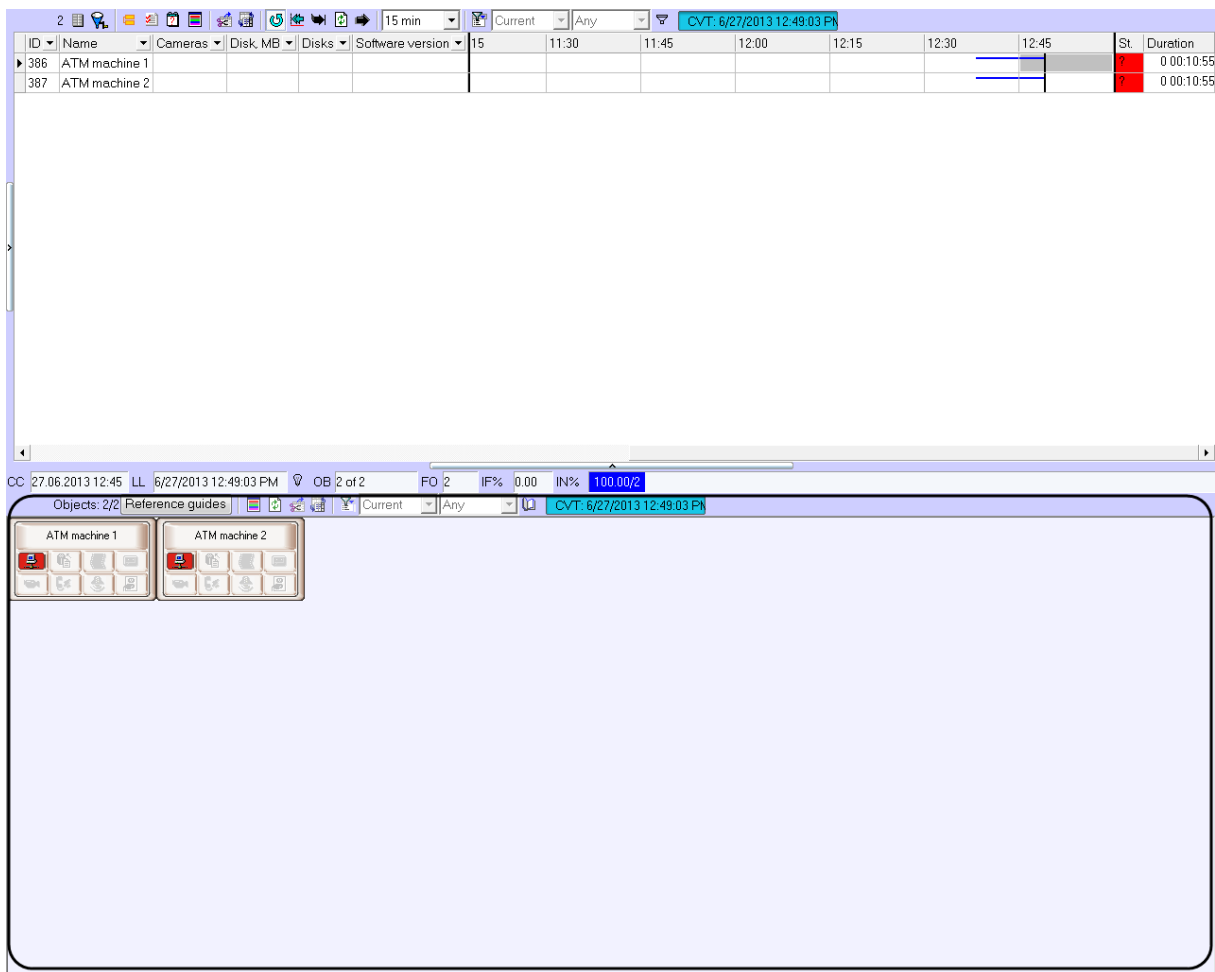 2 15 min Current Any CVT: 6/27/2013 12:49:03 PM
ID Name Cameras Disk, MB Disks Software version 15 11:30 11:45 12:00 12:15 12:30 12:45 St. Duration
386 ATM machine 1 ? 0 00:10:55
387 ATM machine 2 ? 0 00:10:55
CC 27.06.2013 12:45 LL 6/27/2013 12:49:03 PM OB 2 of 2 FO 2 IF% 0.00 IN% 100.00/2
Objects: 2/2 Reference guides Current Any CVT: 6/27/2013 12:49:03 PM
ATM machine 1 ATM machine 2